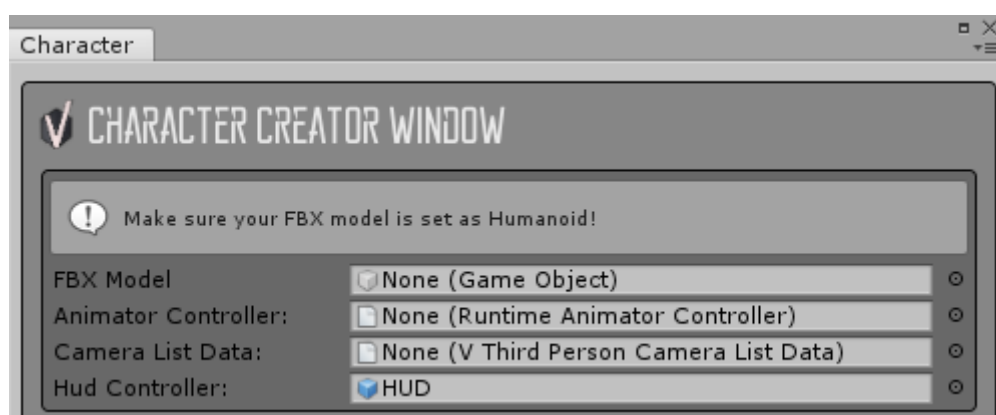 Character
CHARACTER CREATOR WINDOW
Make sure your FBX model is set as Humanoid!
FBX Model None (Game Object)
Animator Controller: None (Runtime Animator Controller)
Camera List Data: None (V Third Person Camera List Data)
Hud Controller: HUD